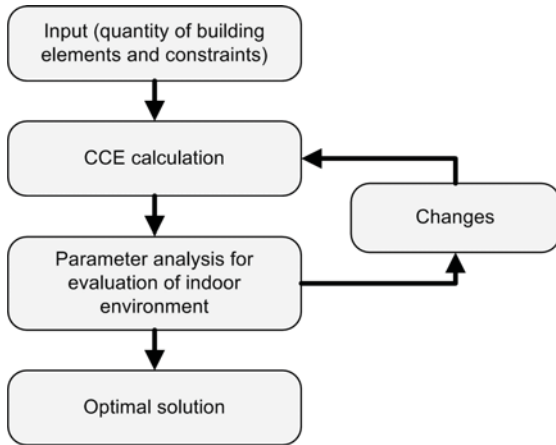 Input (quantity of building
elements and constraints)
CCE calculation
Changes
Parameter analysis for
evaluation of indoor
environment
Optimal solution